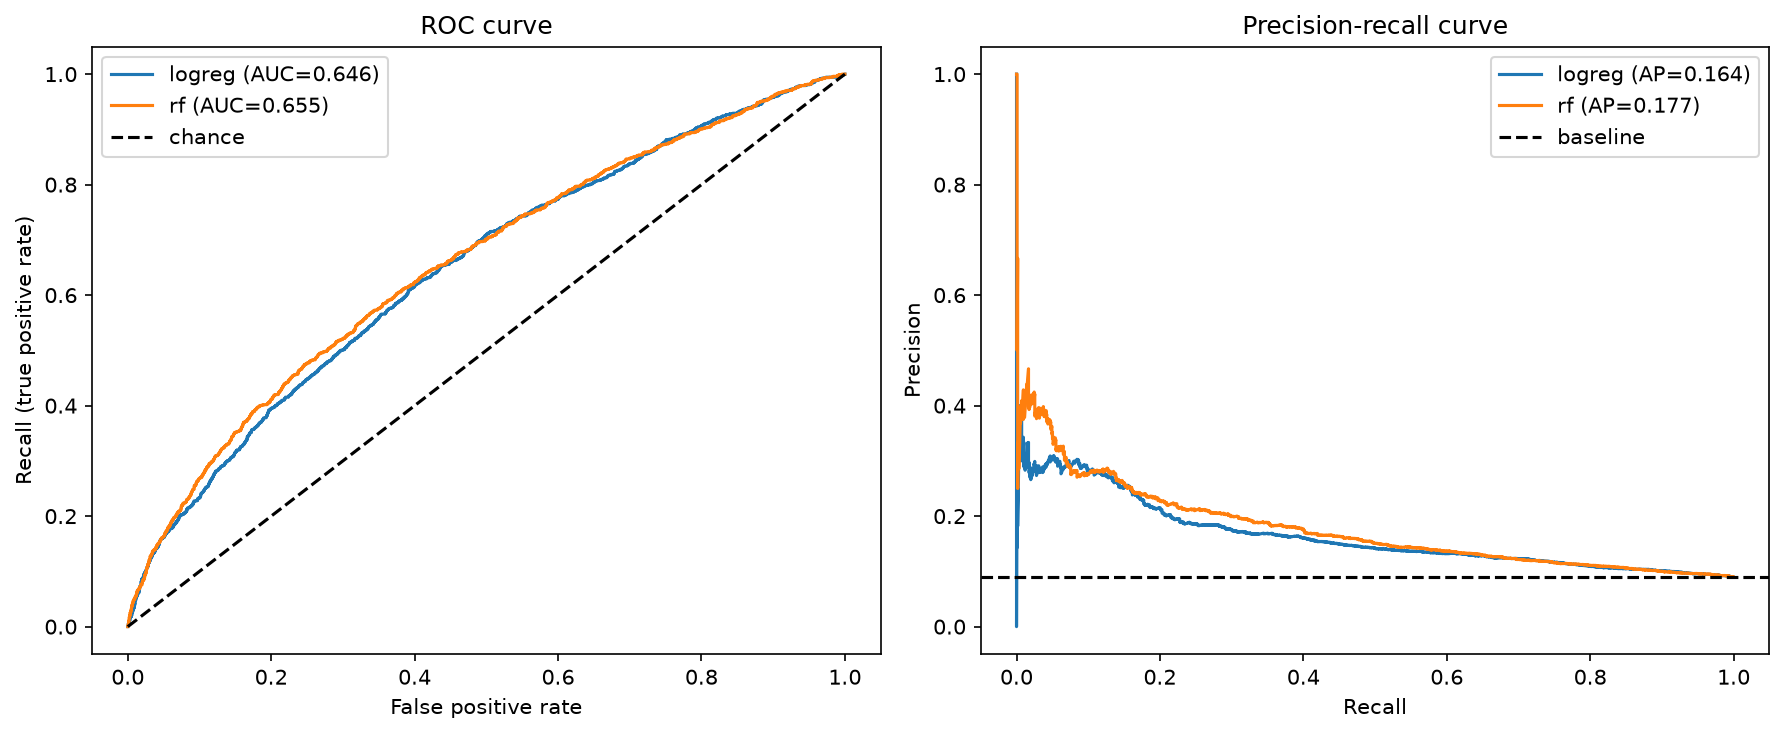 ROC curve
logreg (AUC=0.646)
rf (AUC=0.655)
chance
1.0
0.8
0.6
0.4
0.2
0.0
Recall (true positive rate)
0.0 0.2 0.4 0.6 0.8 1.0
False positive rate
Precision-recall curve
logreg (AP=0.164)
rf (AP=0.177)
baseline
1.0
0.8
0.6
0.4
0.2
0.0
Precision
0.0 0.2 0.4 0.6 0.8 1.0
Recall